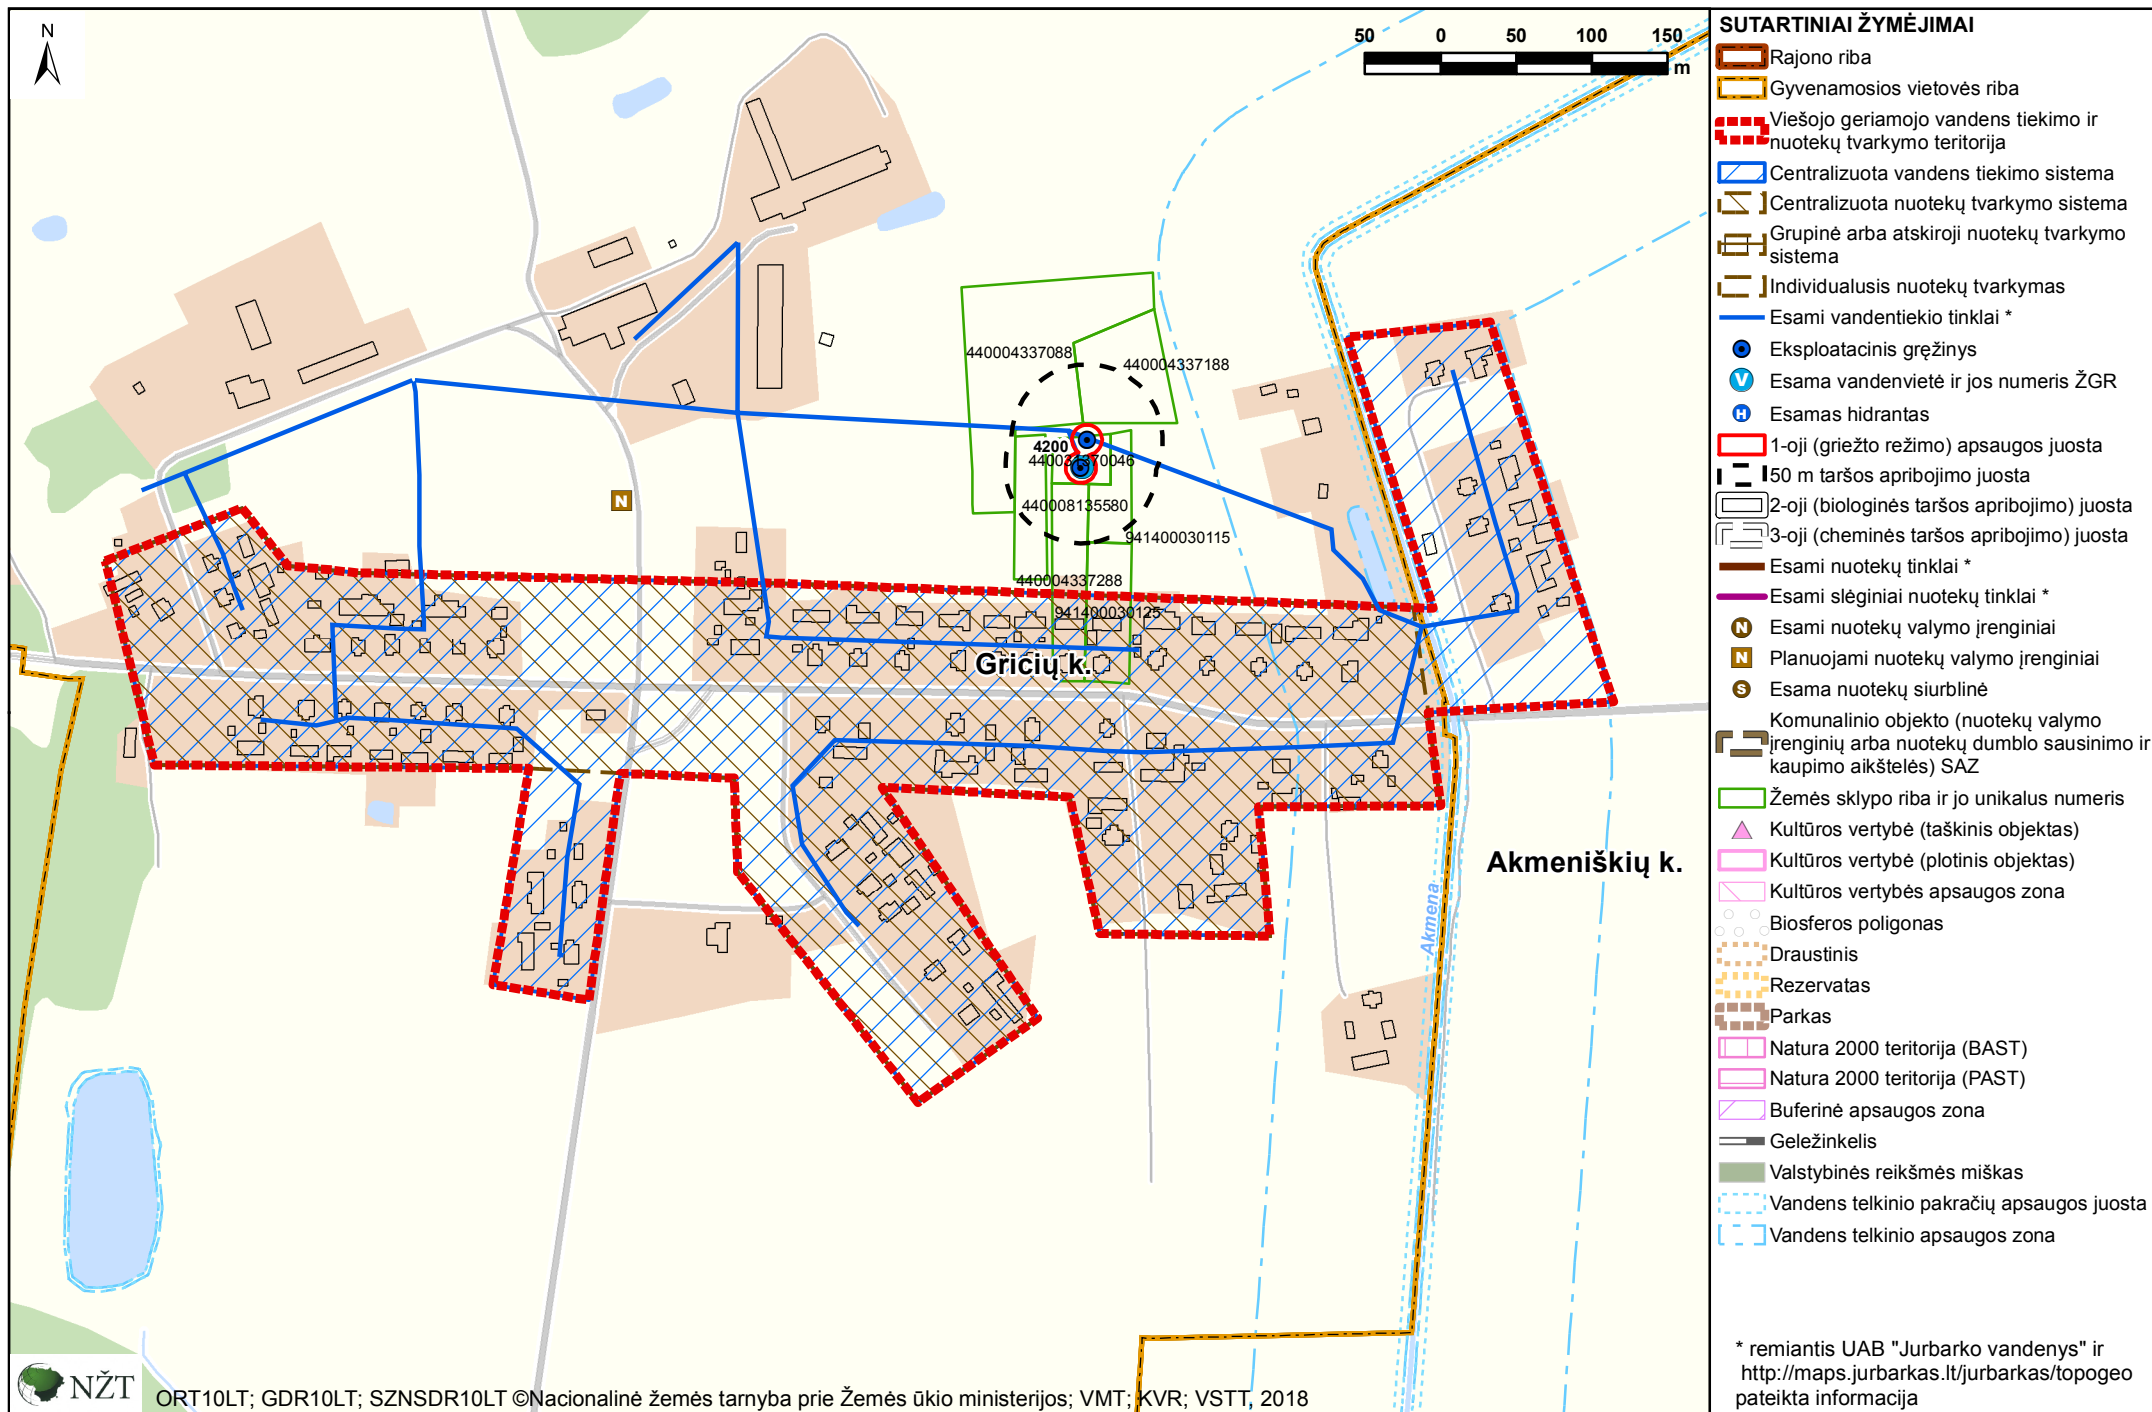 N
50 0 50 100 150
m
440004337088
440004337188
4200
440031370046
440008135580
941400030115
440004337288
941400030125
N
Gričių k.
Akmeniškių k.
Akmena
NŽT
ORT10LT; GDR10LT; SZNSDR10LT ©Nacionalinė žemės tarnyba prie Žemės ūkio ministerijos; VMT; KVR; VSTT, 2018
SUTARTINIAI ŽYMĖJIMAI
Rajono riba
Gyvenamosios vietovės riba
Viešojo geriamojo vandens tiekimo ir
nuotekų tvarkymo teritorija
Centralizuota vandens tiekimo sistema
Centralizuota nuotekų tvarkymo sistema
Grupinė arba atskiroji nuotekų tvarkymo
sistema
Individualusis nuotekų tvarkymas
Esami vandentiekio tinklai *
Eksploatacinis gręžinys
V Esama vandenvietė ir jos numeris ŽGR
H Esamas hidrantas
1-oji (griežto režimo) apsaugos juosta
50 m taršos apribojimo juosta
2-oji (biologinės taršos apribojimo) juosta
3-oji (cheminės taršos apribojimo) juosta
Esami nuotekų tinklai *
Esami slėginiai nuotekų tinklai *
N Esami nuotekų valymo įrenginiai
N Planuojami nuotekų valymo įrenginiai
S Esama nuotekų siurblinė
Komunalinio objekto (nuotekų valymo
įrenginių arba nuotekų dumblo sausinimo ir
kaupimo aikštelės) SAZ
Žemės sklypo riba ir jo unikalus numeris
Kultūros vertybė (taškinis objektas)
Kultūros vertybė (plotinis objektas)
Kultūros vertybės apsaugos zona
Biosferos poligonas
Draustinis
Rezervatas
Parkas
Natura 2000 teritorija (BAST)
Natura 2000 teritorija (PAST)
Buferinė apsaugos zona
Geležinkelis
Valstybinės reikšmės miškas
Vandens telkinio pakračių apsaugos juosta
Vandens telkinio apsaugos zona
* remiantis UAB "Jurbarko vandenys" ir
http://maps.jurbarkas.lt/jurbarkas/topogeo
pateikta informacija